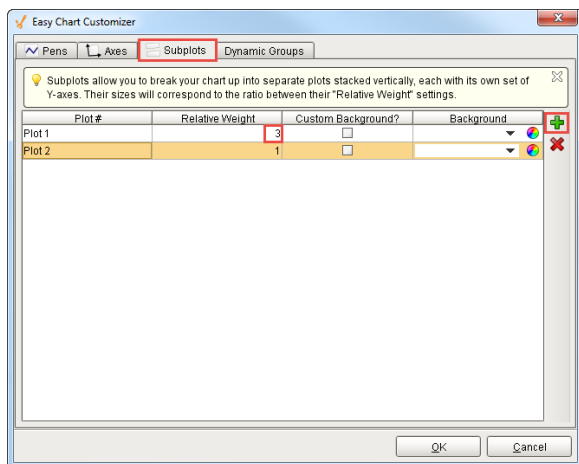 Easy Chart Customizer
Pens Axes Subplots Dynamic Groups
Subplots allow you to break your chart up into separate plots stacked vertically, each with its own set of
Y-axes. Their sizes will correspond to the ratio between their "Relative Weight" settings.
Plot # Relative Weight Custom Background? Background
Plot 1 3
Plot 2 1
OK Cancel